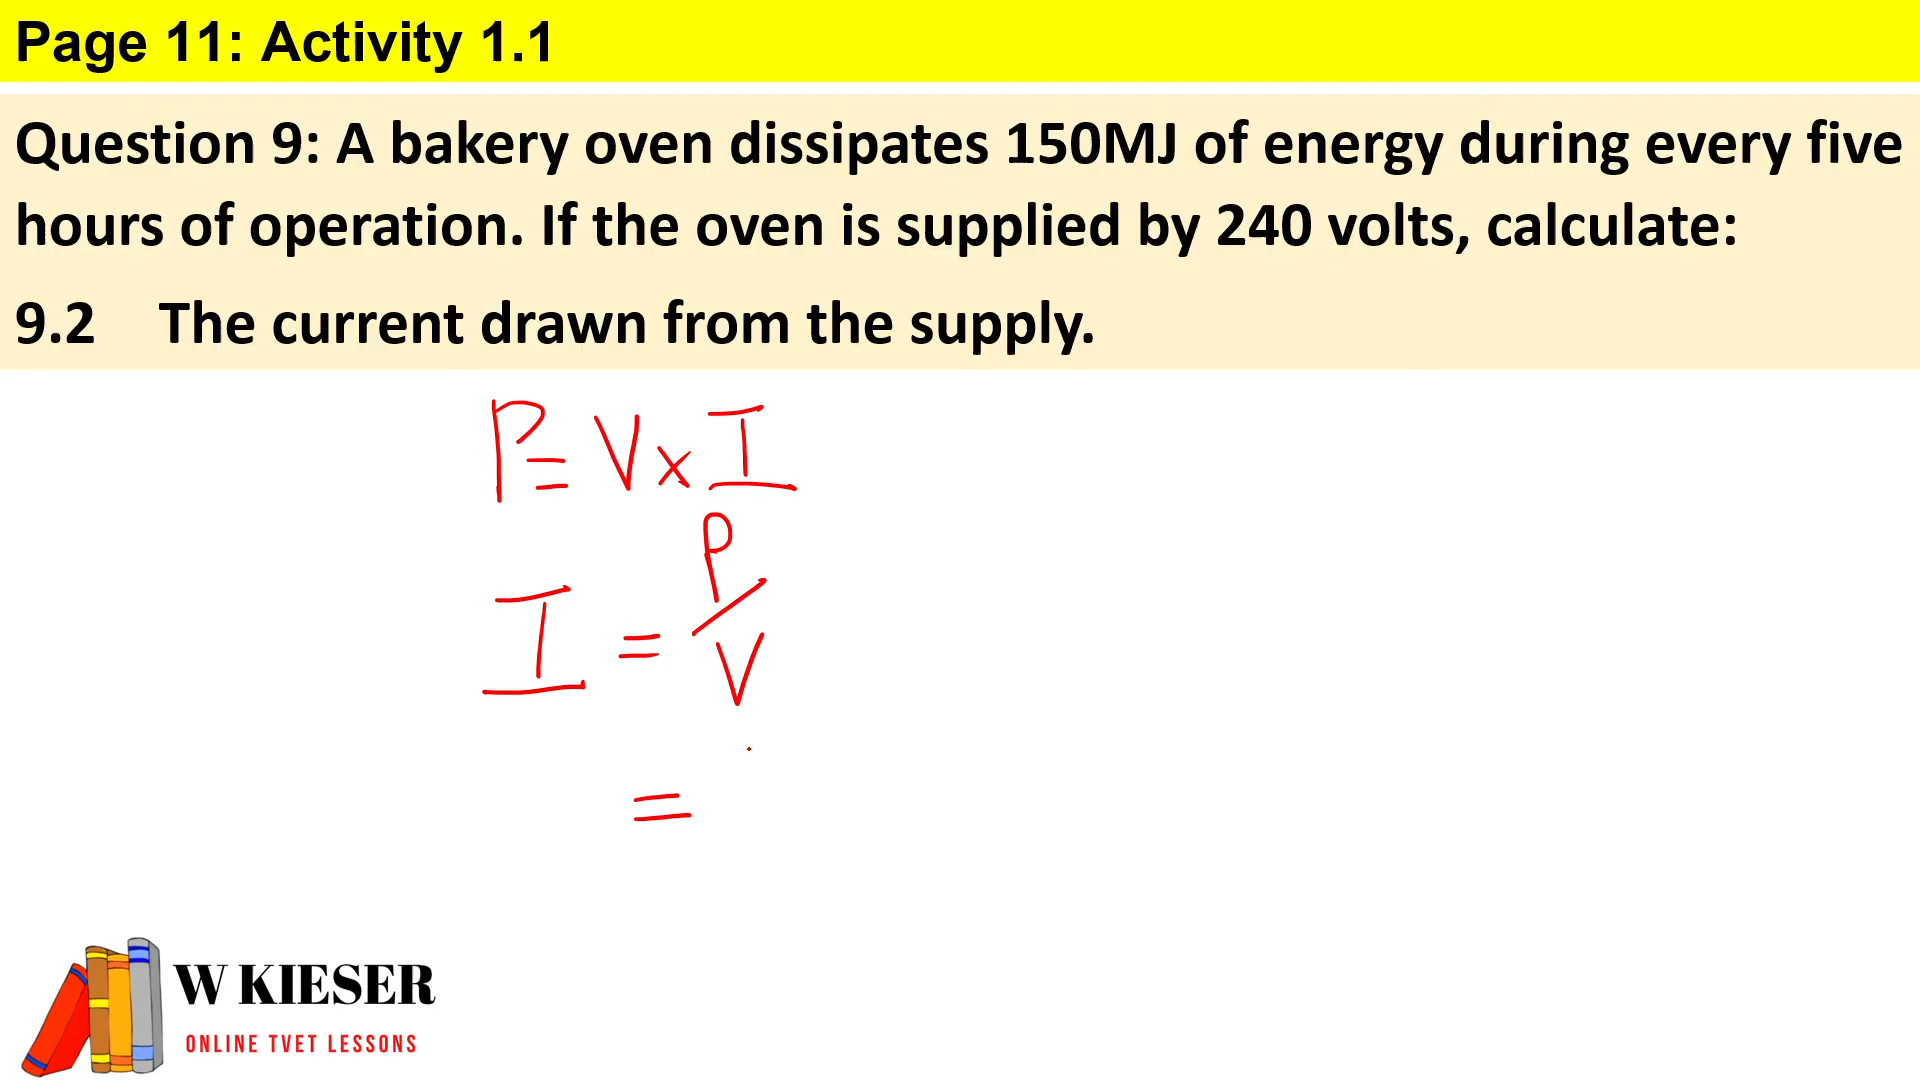 Page 11: Activity 1.1
Question 9: A bakery oven dissipates 150MJ of energy during every five
hours of operation. If the oven is supplied by 240 volts, calculate:
9.2 The current drawn from the supply.
P = V x I
I = P / V
=
W KIESER
ONLINE TVET LESSONS